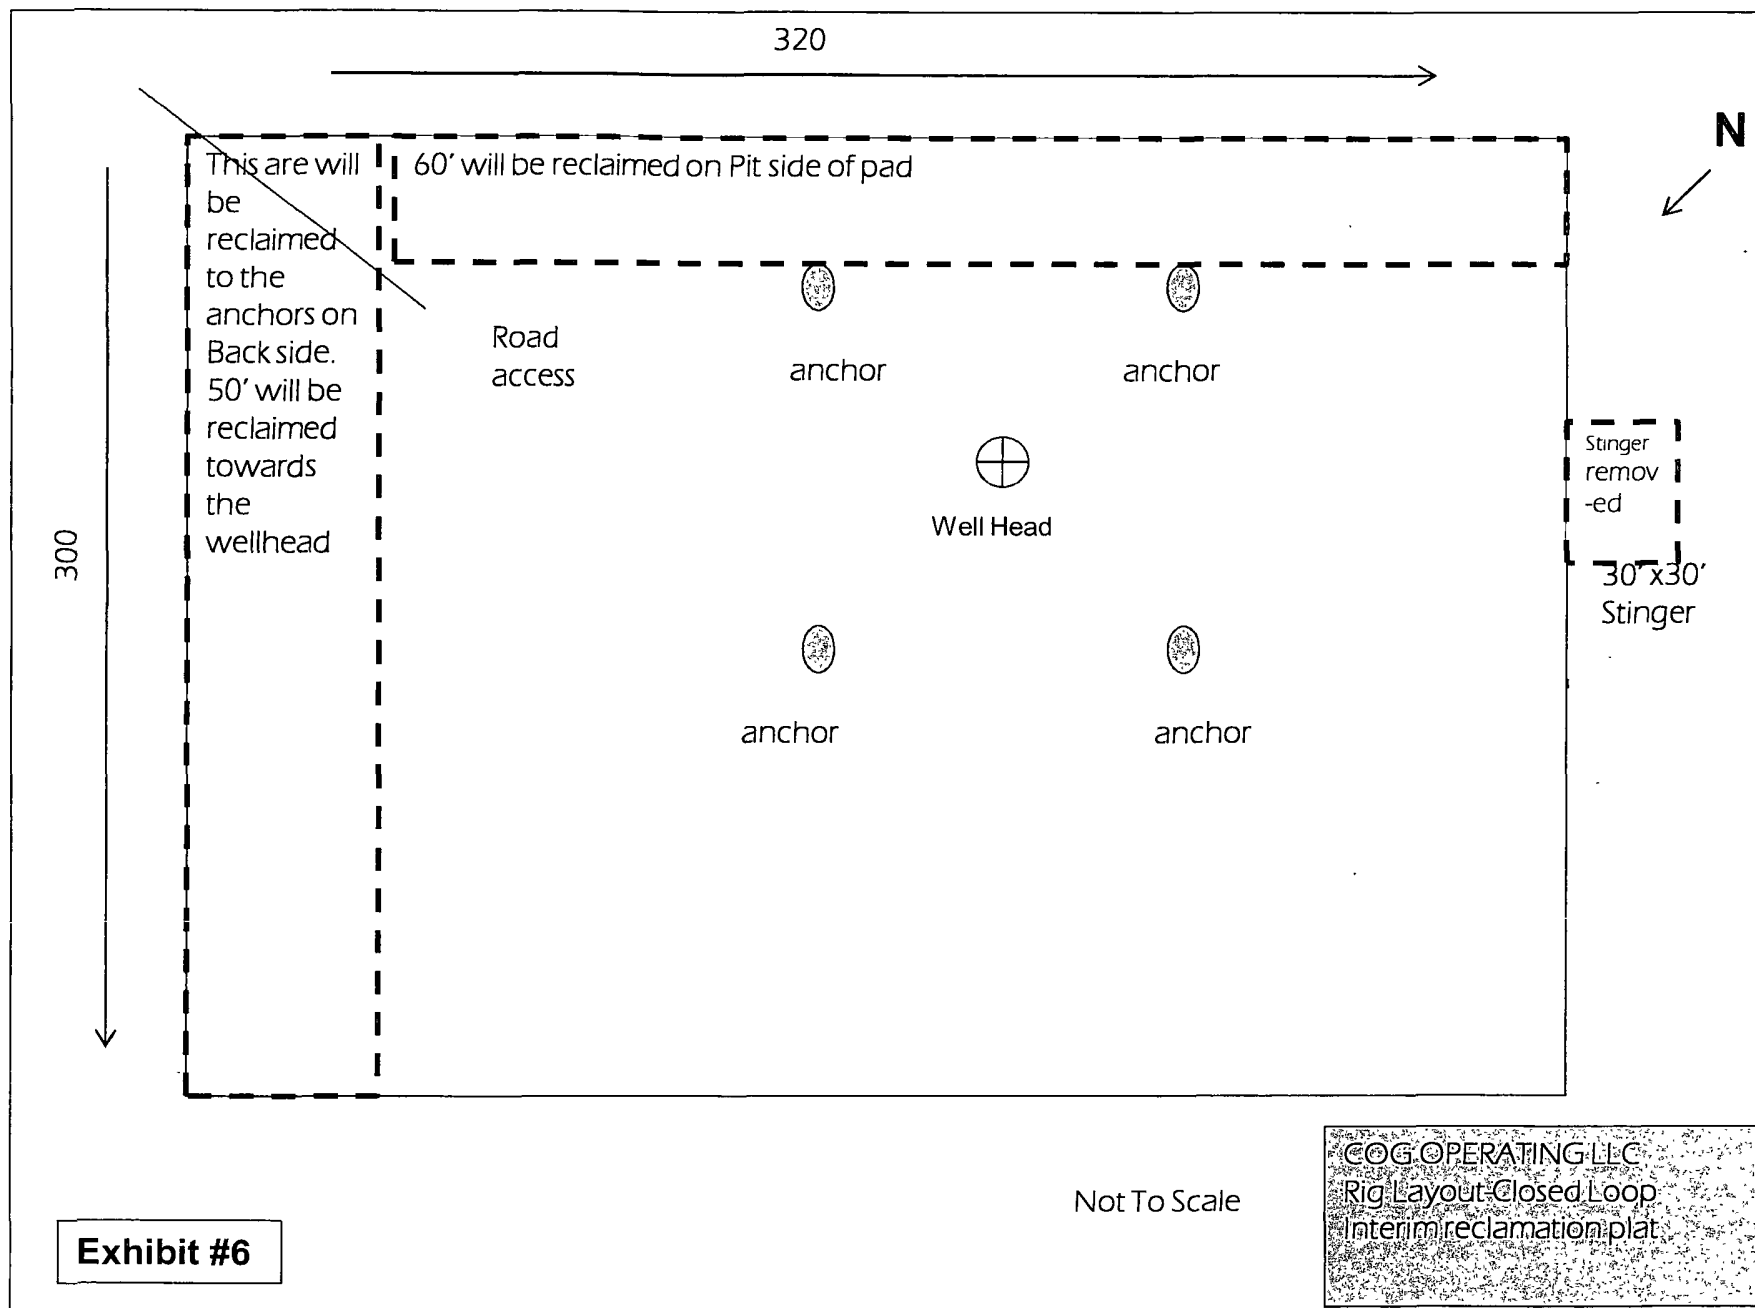 320
N
This are will
be
reclaimed
to the
anchors on
Back side.
50' will be
reclaimed
towards
the
wellhead
60' will be reclaimed on Pit side of pad
Road
access
anchor
anchor
Stinger
remov
-ed
30'x30'
Stinger
Well Head
300
anchor
anchor
Not To Scale
COG OPERATING LLC
Rig Layout-Closed Loop
Interim reclamation plat
Exhibit #6